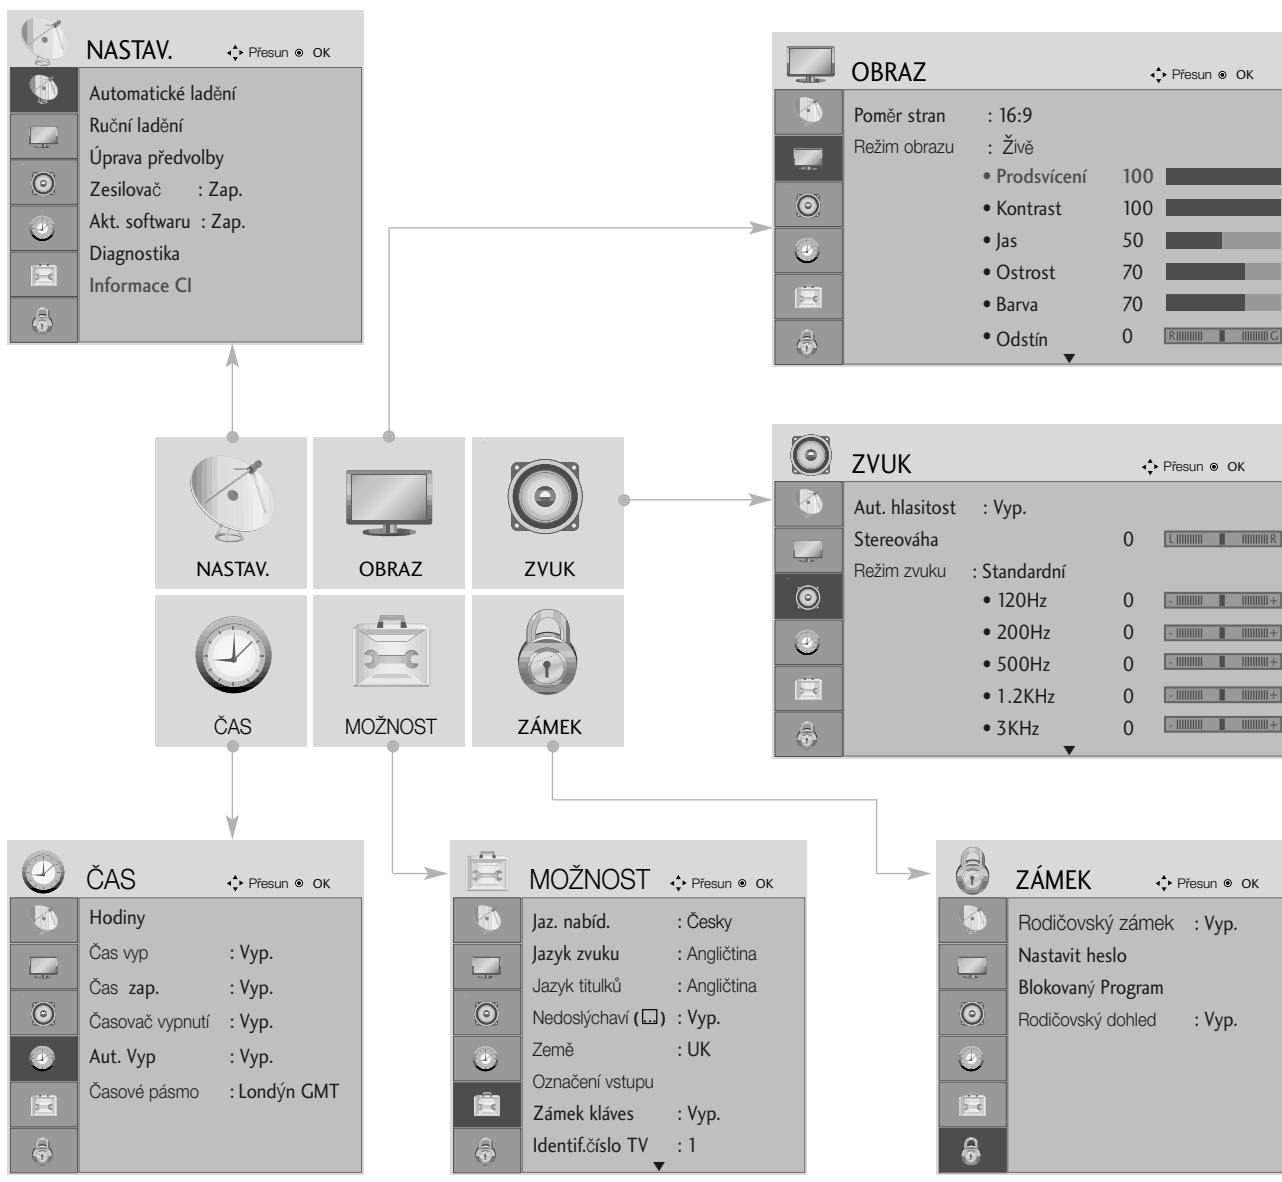 NASTAV. Přesun OK
Automatické ladění
Ruční ladění
Úprava předvolby
Zesilovač : Zap.
Akt. softwaru : Zap.
Diagnostika
Informace CI
OBRAZ Přesun OK
Poměr stran : 16:9
Režim obrazu : Živě
• Prodsvícení 100
• Kontrast 100
• Jas 50
• Ostrost 70
• Barva 70
• Odstín 0 R G
NASTAV. OBRAZ ZVUK
ČAS MOŽNOST ZÁMEK
ZVUK Přesun OK
Aut. hlasitost : Vyp.
Stereováha 0 L R
Režim zvuku : Standardní
• 120Hz 0 - +
• 200Hz 0 - +
• 500Hz 0 - +
• 1.2KHz 0 - +
• 3KHz 0 - +
ČAS Přesun OK
Hodiny
Čas vyp : Vyp.
Čas zap. : Vyp.
Časovač vypnutí : Vyp.
Aut. Vyp : Vyp.
Časové pásmo : Londýn GMT
MOŽNOST Přesun OK
Jaz. nabíd. : Česky
Jazyk zvuku : Angličtina
Jazyk titulků : Angličtina
Nedoslýchaví ( ) : Vyp.
Země : UK
Označení vstupu
Zámek kláves : Vyp.
Identif.číslo TV : 1
ZÁMEK Přesun OK
Rodičovský zámek : Vyp.
Nastavit heslo
Blokovaný Program
Rodičovský dohled : Vyp.